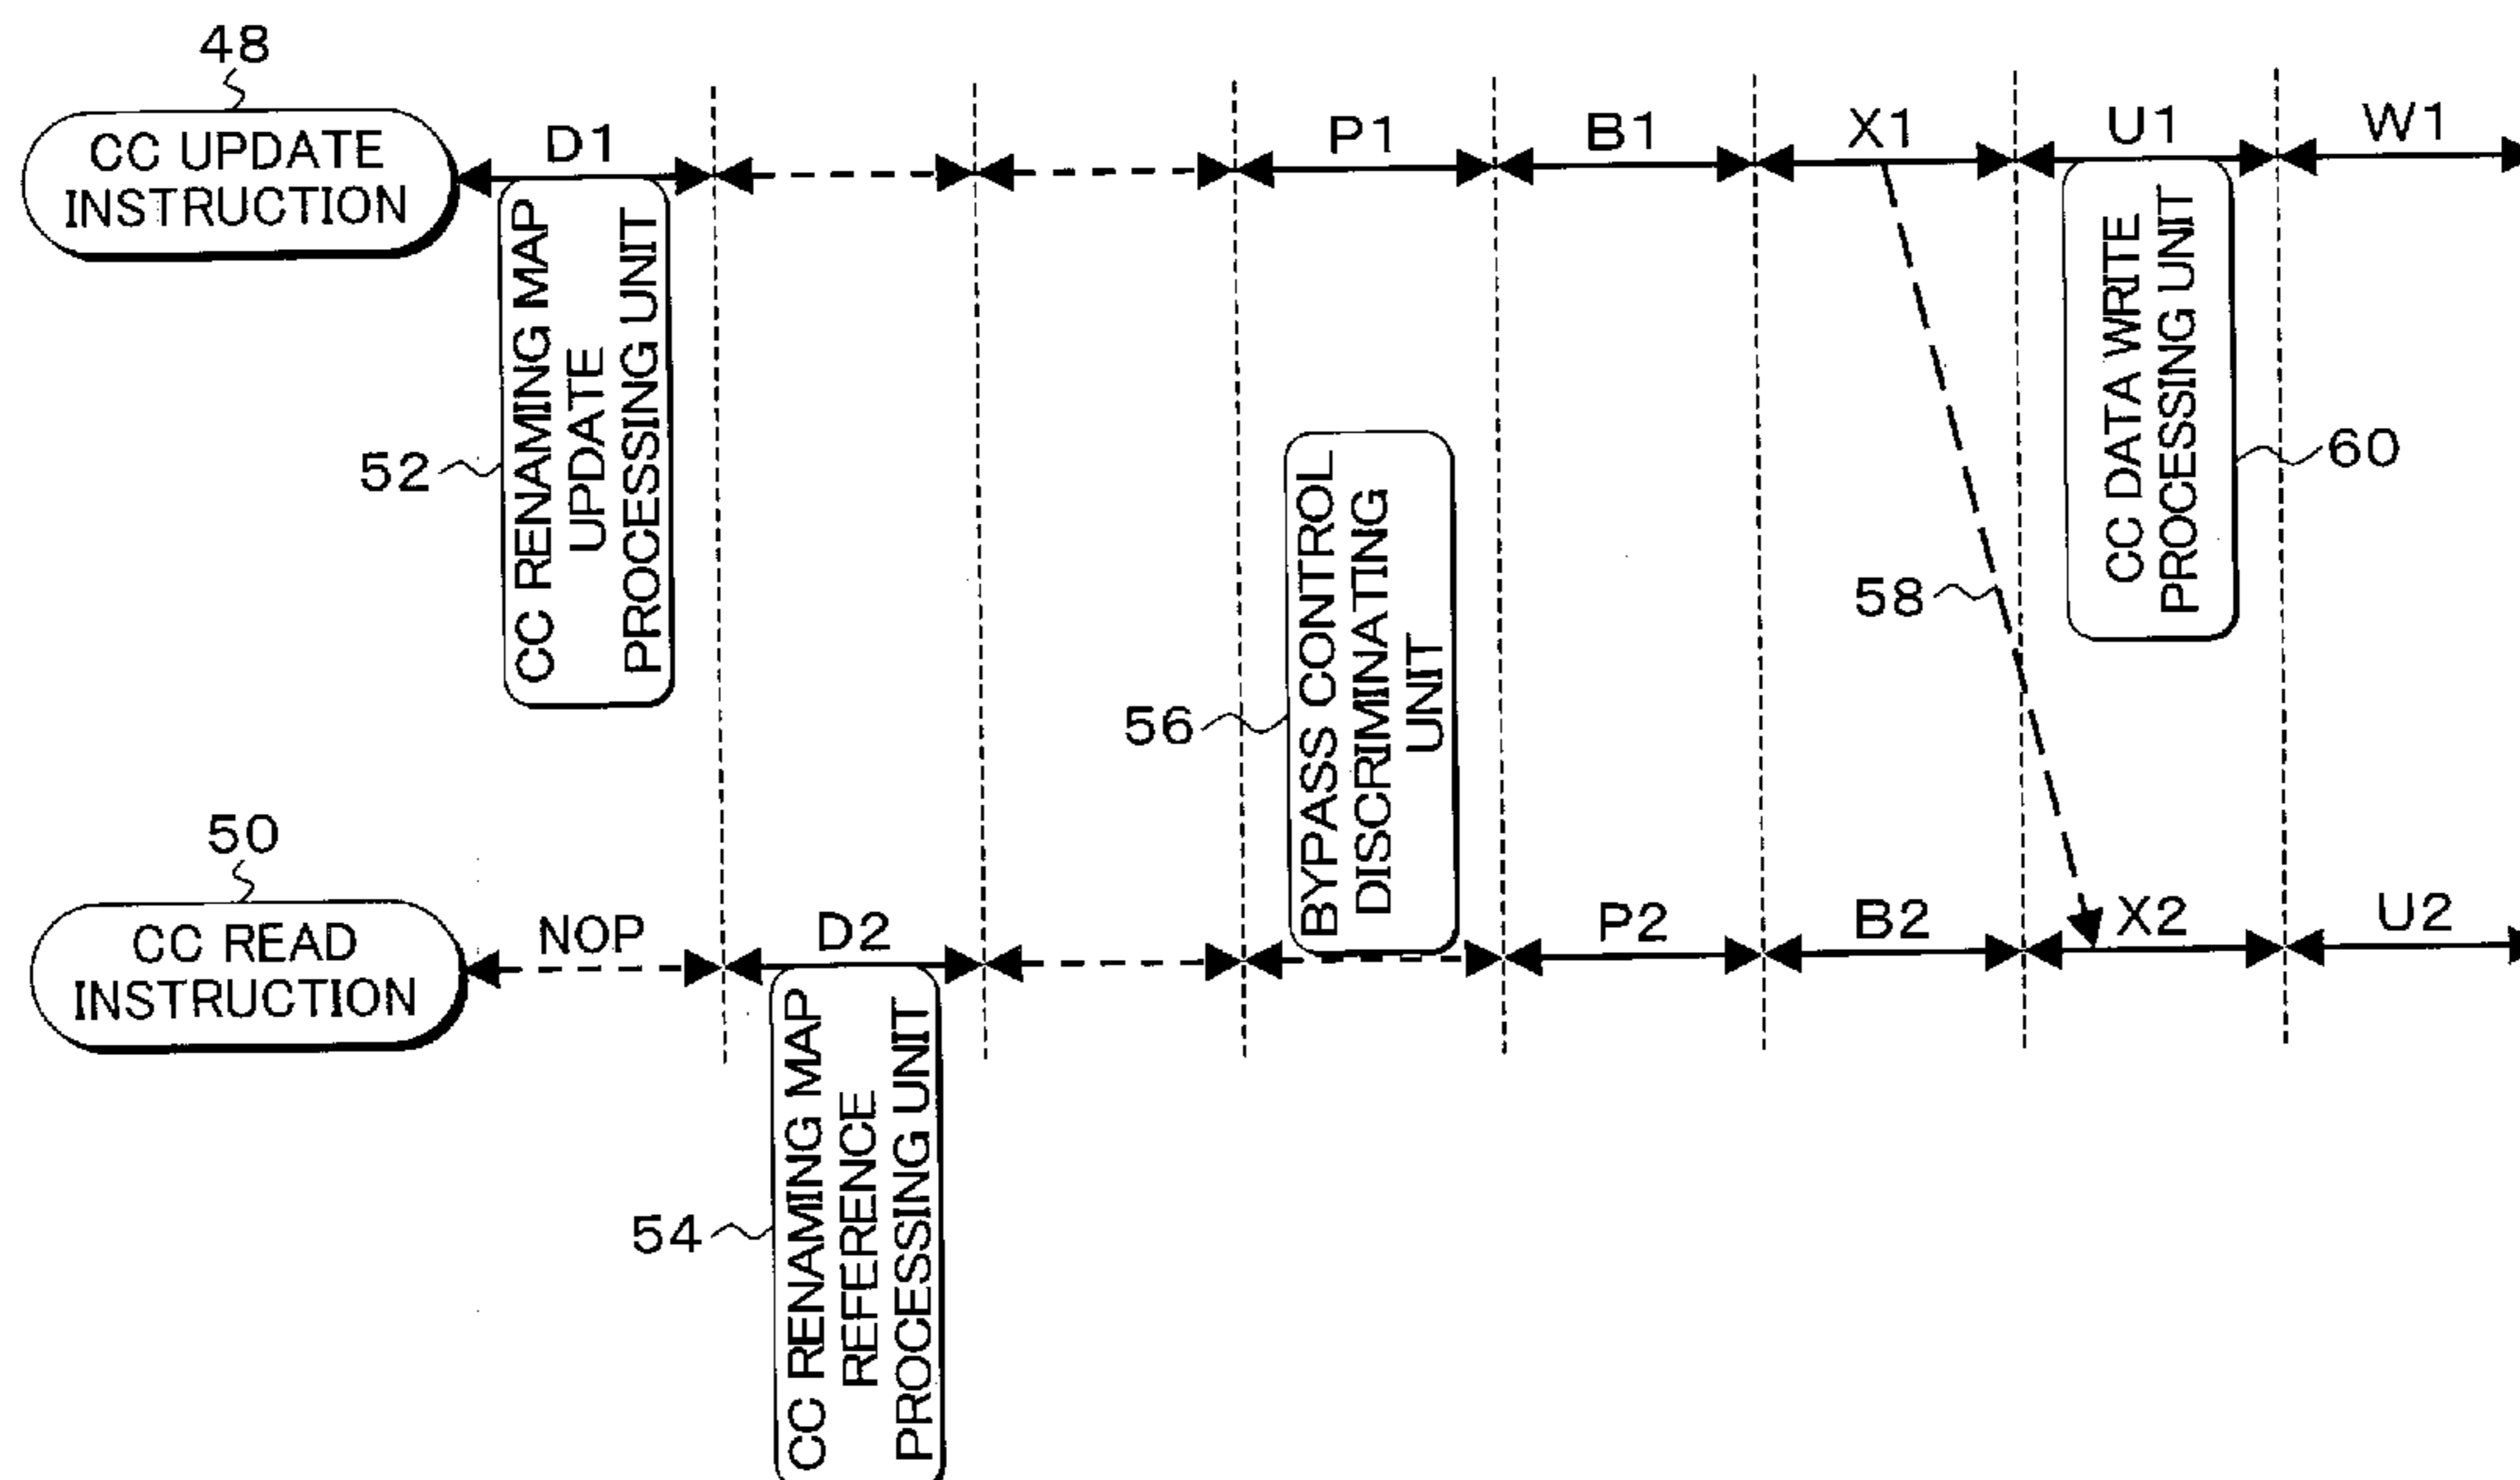 48
CC UPDATE
INSTRUCTION
D1
P1
B1
X1
U1
W1
52
CC RENAMING MAP
UPDATE
PROCESSING UNIT
56
BYPASS CONTROL
DISCRIMINATING
UNIT
58
CC DATA WRITE
PROCESSING UNIT
60
50
CC READ
INSTRUCTION
NOP
D2
P2
B2
X2
U2
54
CC RENAMING MAP
REFERENCE
PROCESSING UNIT